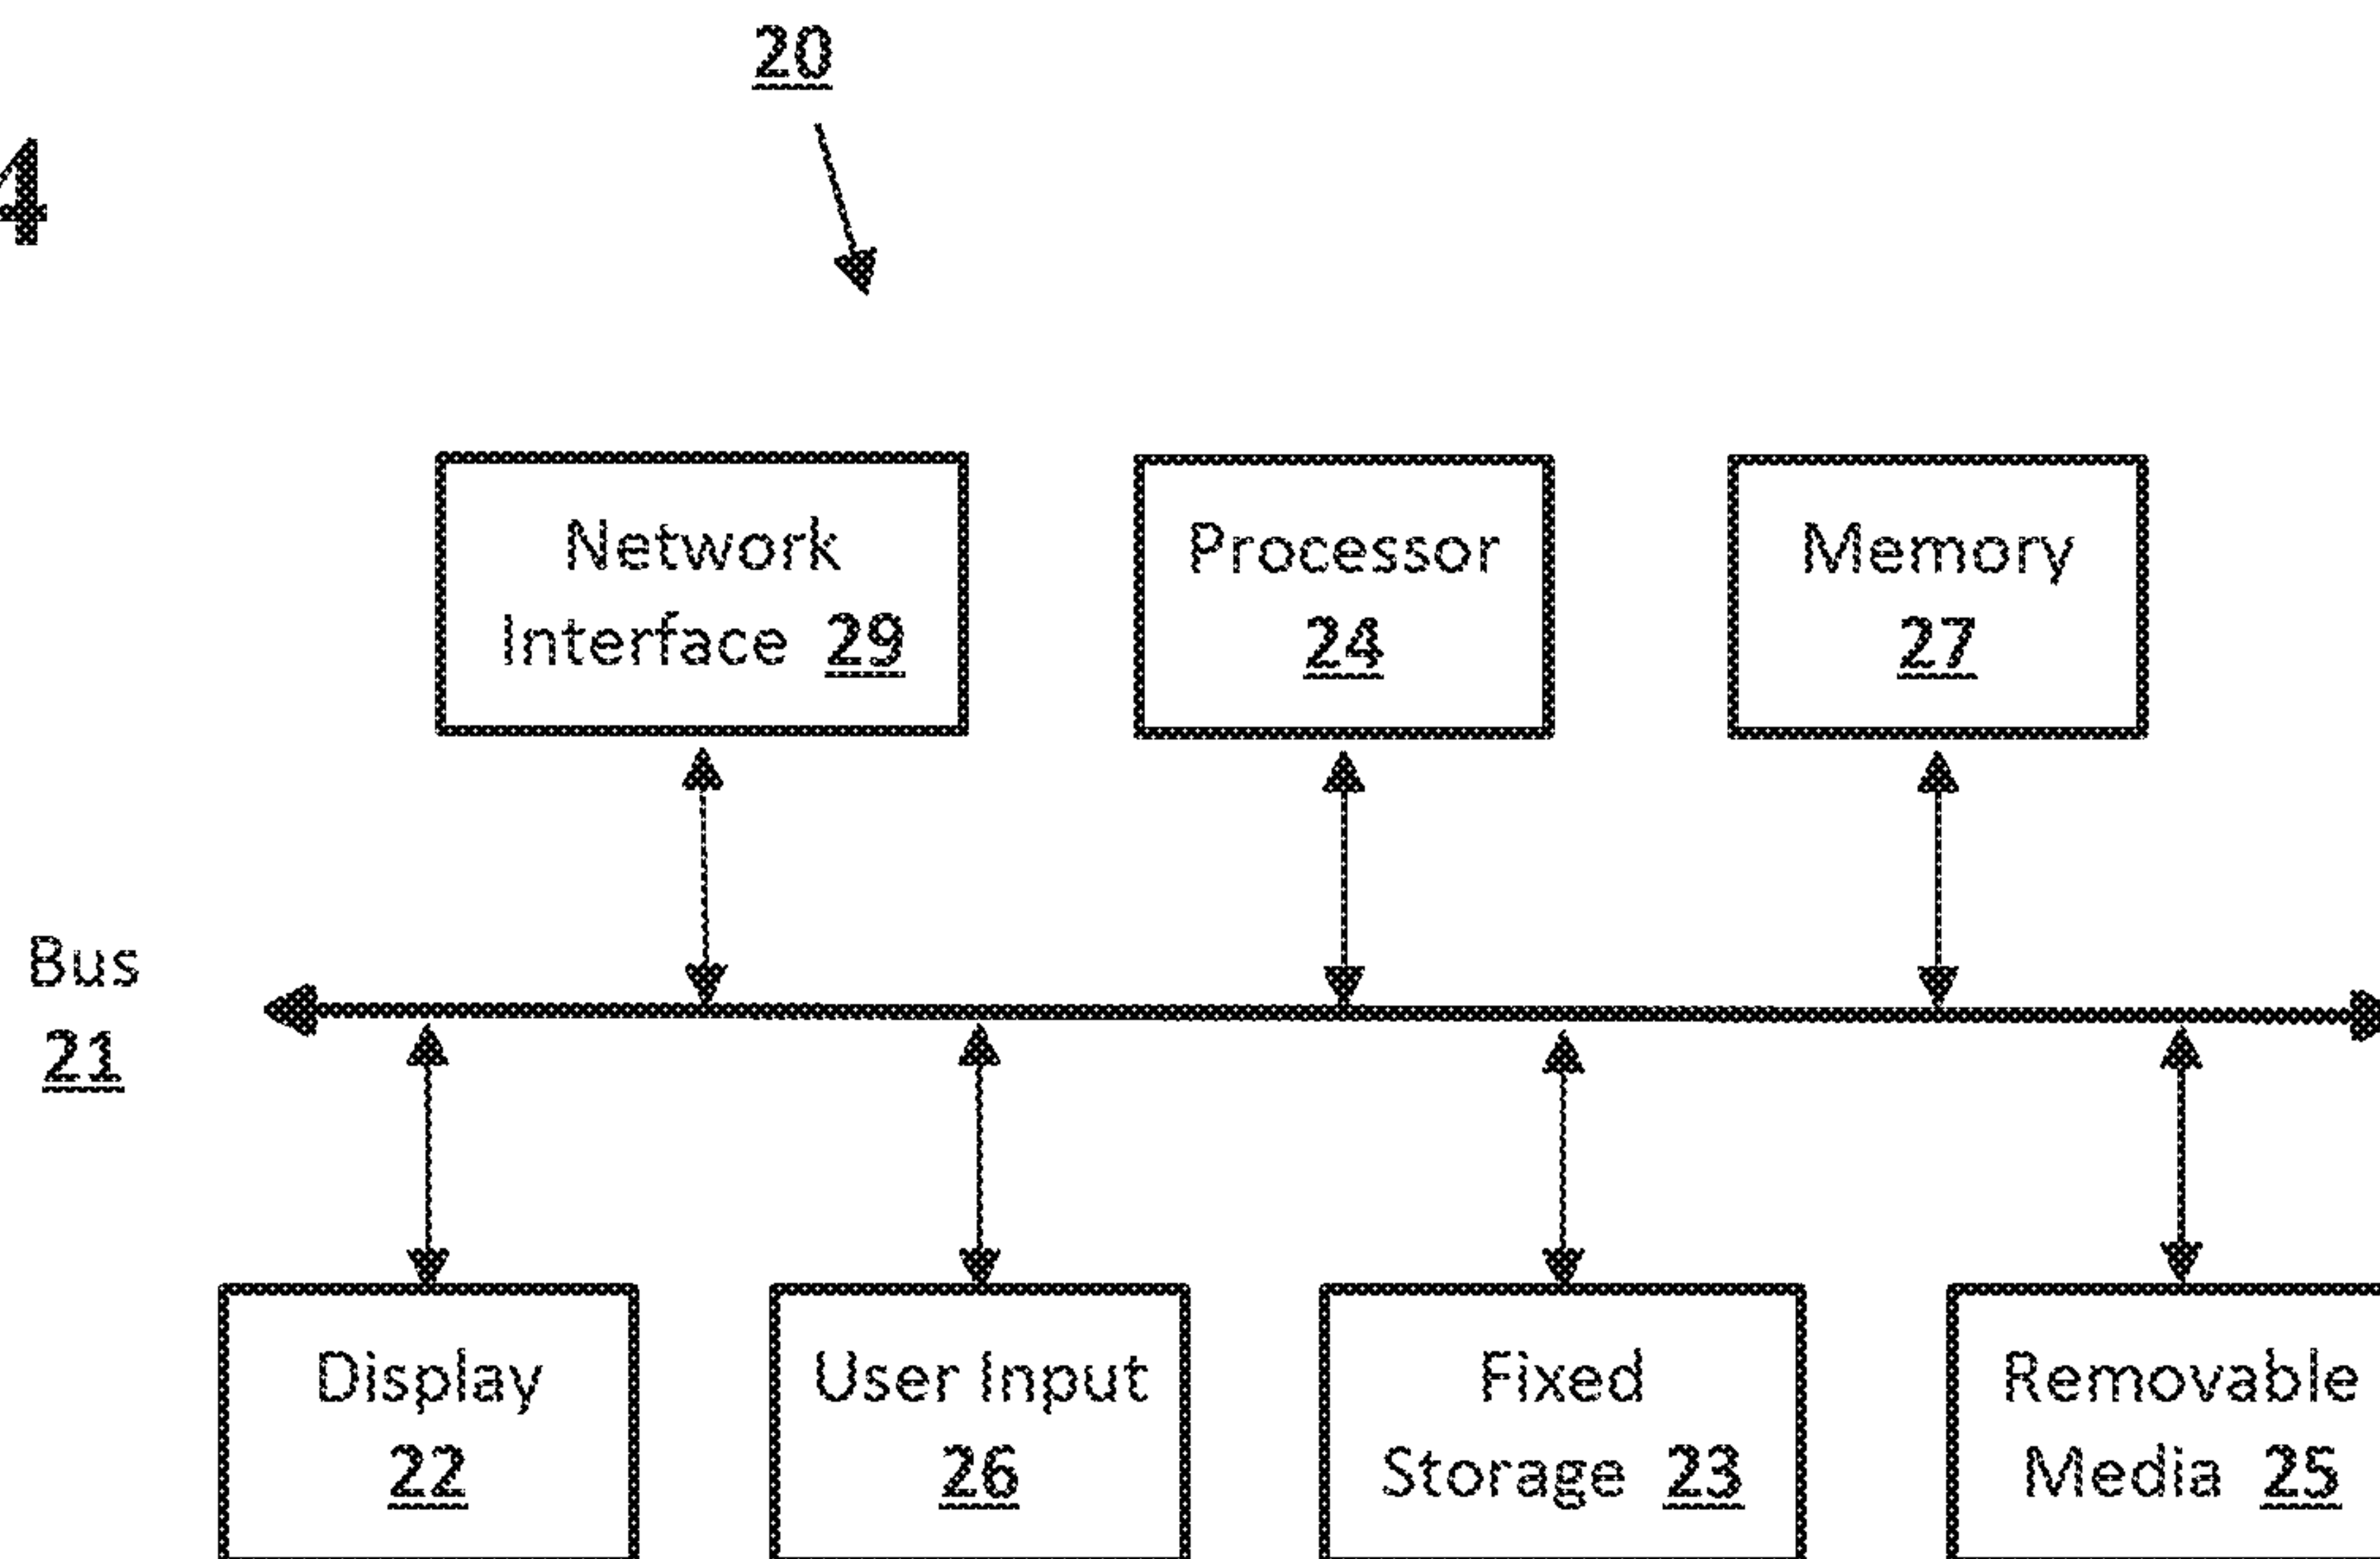 20
4
Network
Interface 29
Processor
24
Memory
27
Bus
21
Display
22
User Input
26
Fixed
Storage 23
Removable
Media 25